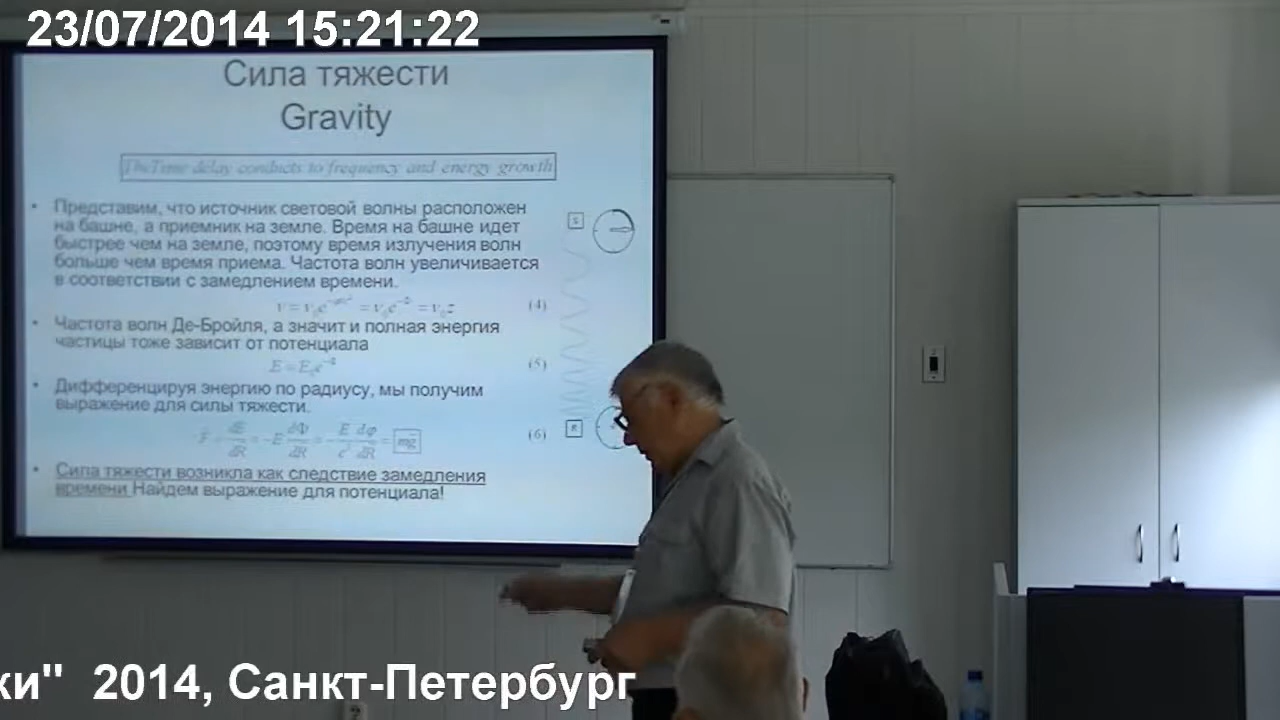 23/07/2014 15:21:22
Сила тяжести
Gravity
TheTime delay conducts to frequency and energy growth
• Представим, что источник световой волны расположен
на башне, а приемник на земле. Время на башне идет
быстрее чем на земле, поэтому время излучения волн
больше чем время приема. Частота волн увеличивается
в соответствии с замедлением времени.
(4)
• Частота волн Де-Бройля, а значит и полная энергия
частицы тоже зависит от потенциала
(5)
• Дифференцируя энергию по радиусу, мы получим
выражение для силы тяжести.
(6)
• Сила тяжести возникла как следствие замедления
времени Найдем выражение для потенциала!
S
R
ки" 2014, Санкт-Петербург